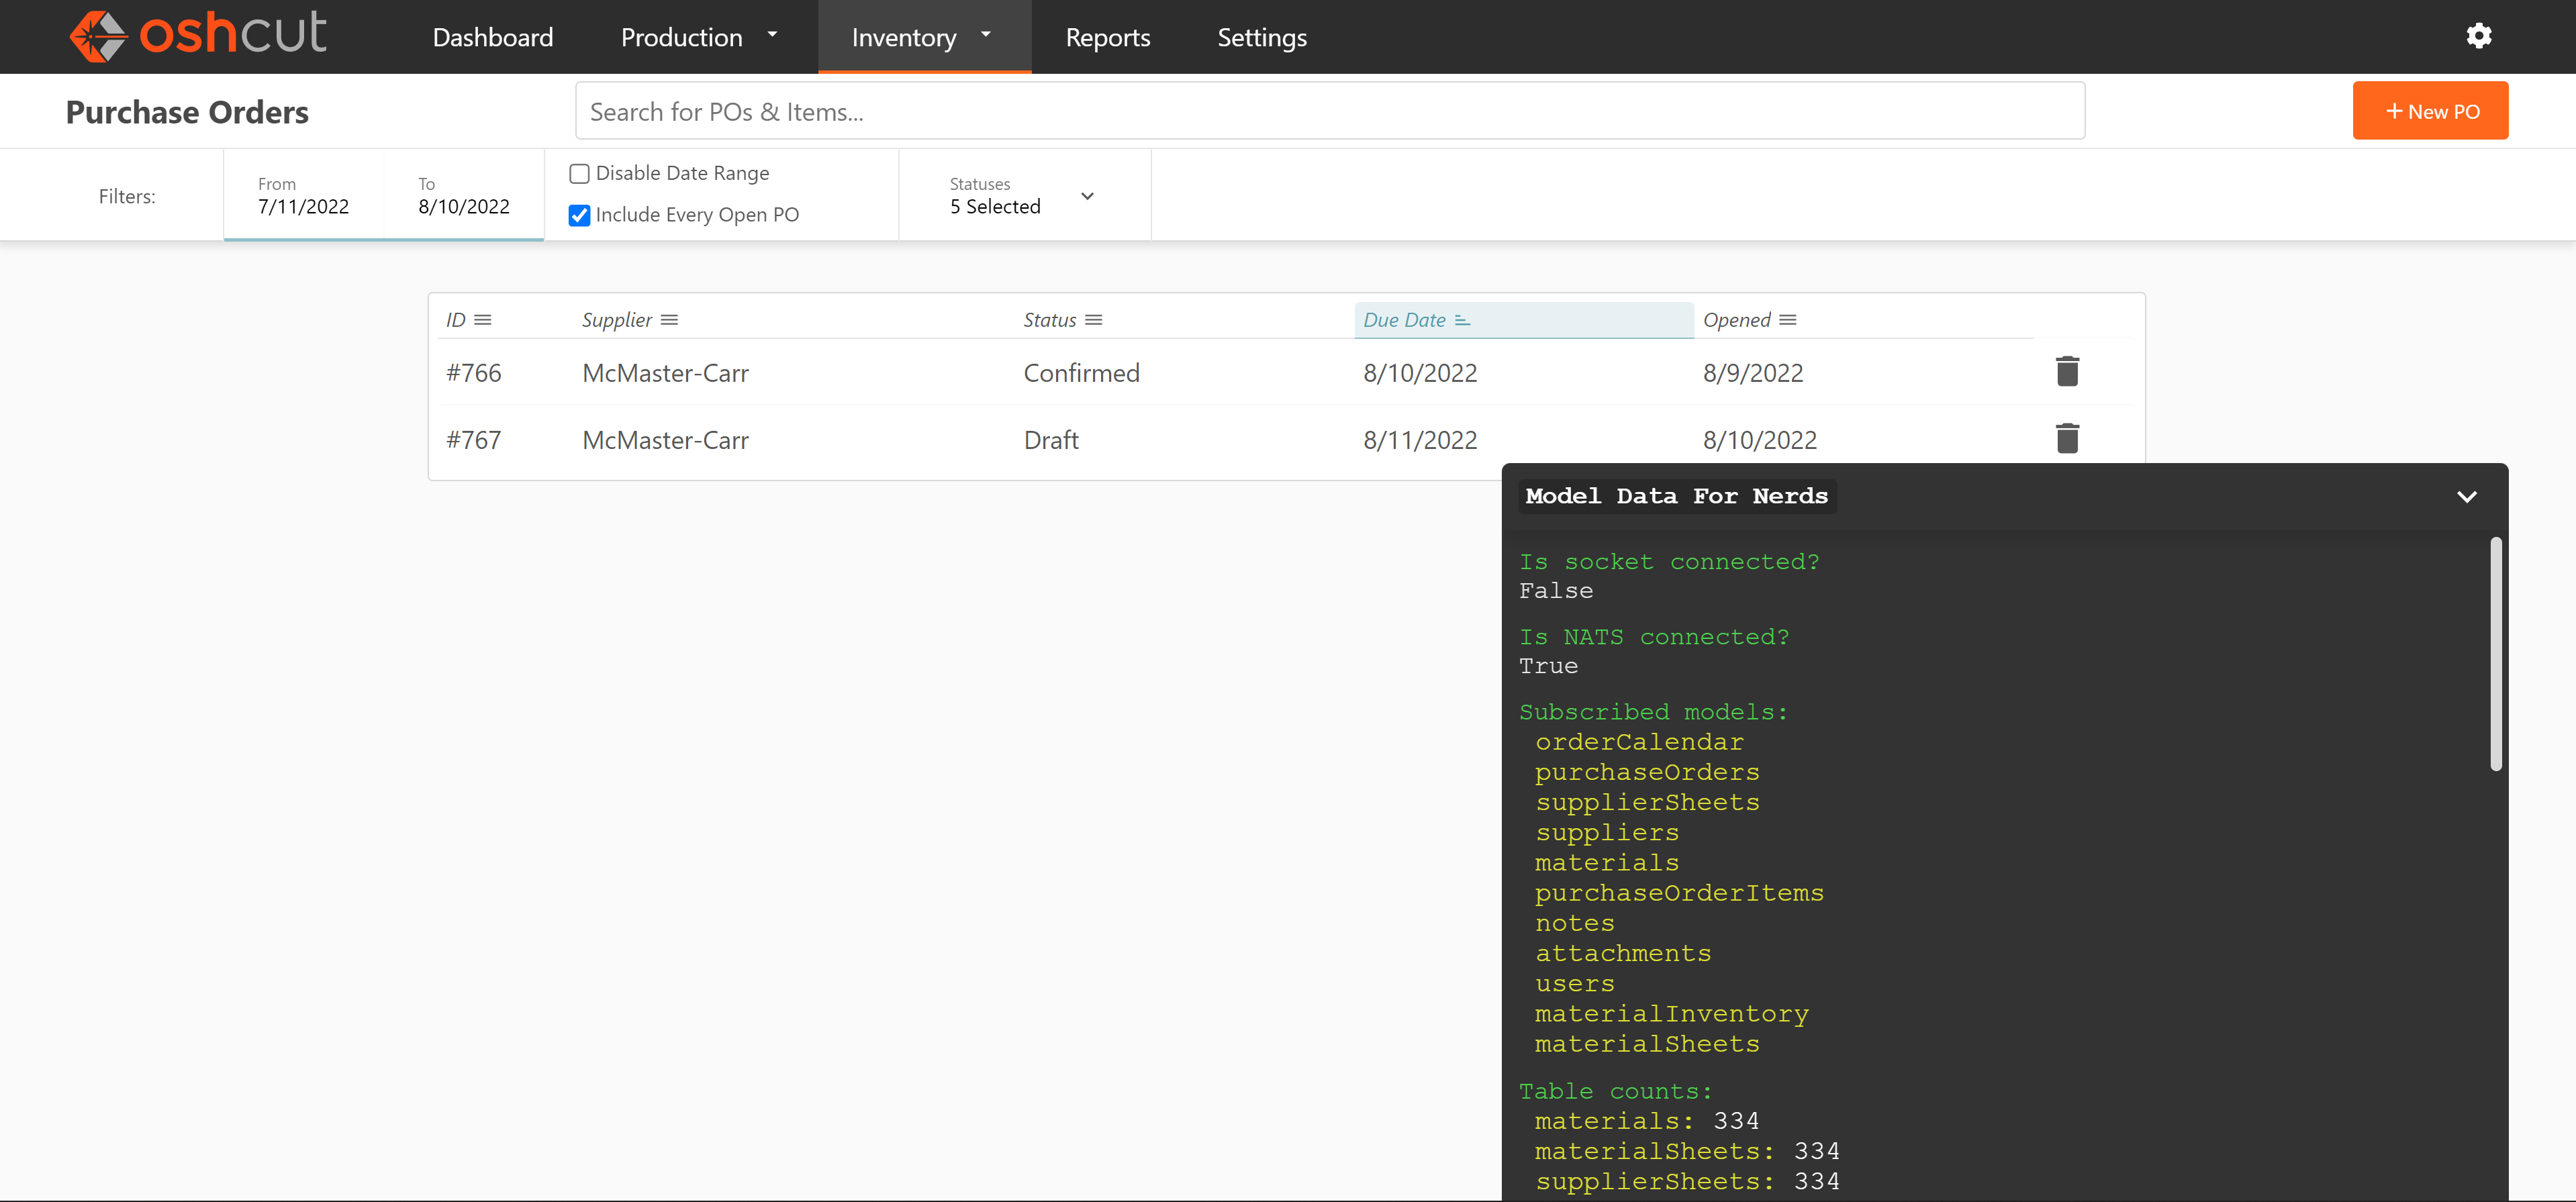 oshcut Dashboard Production Inventory Reports Settings
Purchase Orders Search for POs & Items... + New PO
Filters:
From
7/11/2022
To
8/10/2022
Disable Date Range
Include Every Open PO
Statuses
5 Selected
ID Supplier Status Due Date Opened
#766 McMaster-Carr Confirmed 8/10/2022 8/9/2022
#767 McMaster-Carr Draft 8/11/2022 8/10/2022
Model Data For Nerds
Is socket connected?
False
Is NATS connected?
True
Subscribed models:
orderCalendar
purchaseOrders
supplierSheets
suppliers
materials
purchaseOrderItems
notes
attachments
users
materialInventory
materialSheets
Table counts:
materials: 334
materialSheets: 334
supplierSheets: 334